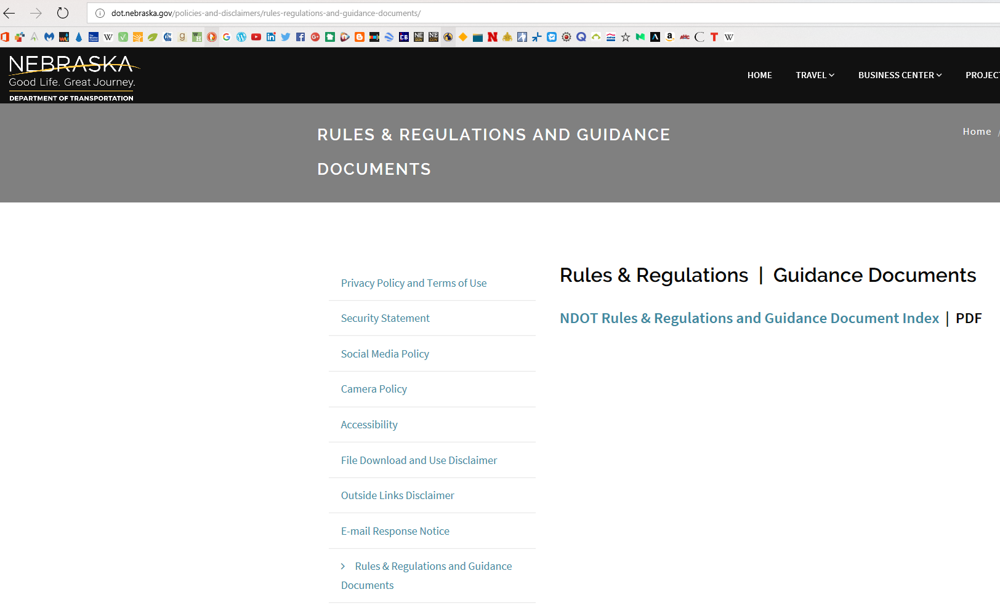 dot.nebraska.gov/policies-and-disclaimers/rules-regulations-and-guidance-documents/
NEBRASKA
Good Life. Great Journey.
DEPARTMENT OF TRANSPORTATION
HOME TRAVEL BUSINESS CENTER PROJECT
RULES & REGULATIONS AND GUIDANCE
DOCUMENTS
Home /
Privacy Policy and Terms of Use
Security Statement
Social Media Policy
Camera Policy
Accessibility
File Download and Use Disclaimer
Outside Links Disclaimer
E-mail Response Notice
Rules & Regulations and Guidance
Documents
Rules & Regulations | Guidance Documents
NDOT Rules & Regulations and Guidance Document Index | PDF